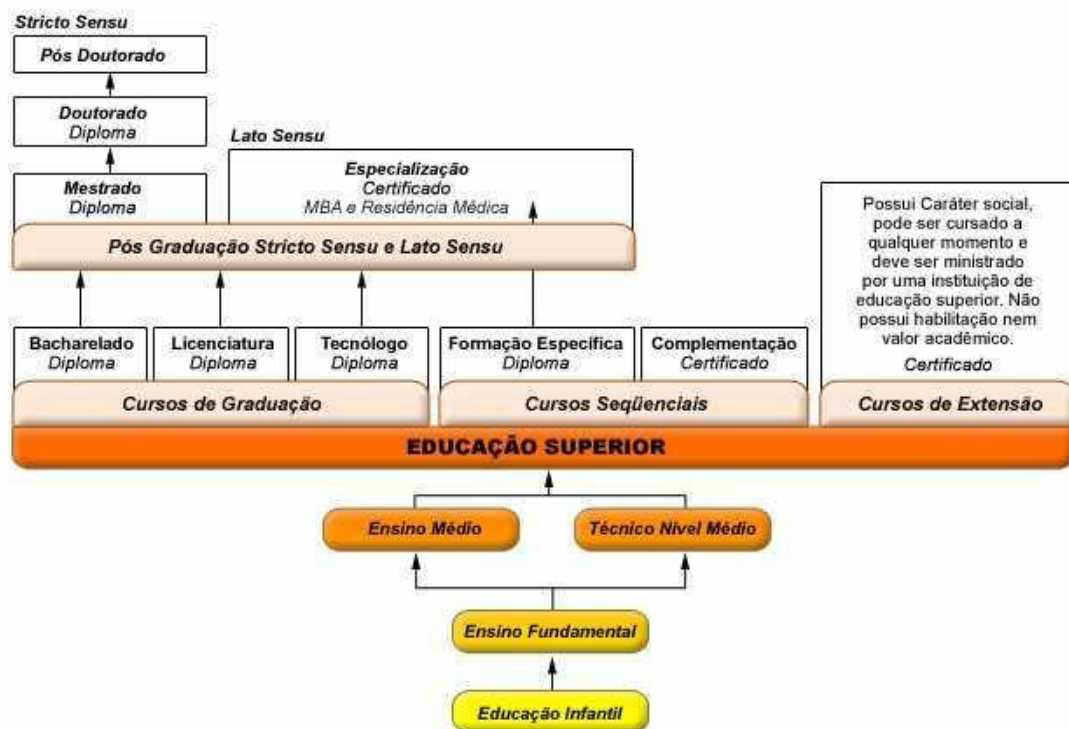 Stricto Sensu
Pós Doutorado
Doutorado
Diploma
Mestrado
Diploma
Lato Sensu
Especialização
Certificado
MBA e Residência Médica
Pós Graduação Stricto Sensu e Lato Sensu
Possui Caráter social,
pode ser cursado a
qualquer momento e
deve ser ministrado
por uma instituição de
educação superior. Não
possui habilitação nem
valor acadêmico.
Certificado
Bacharelado
Diploma
Licenciatura
Diploma
Tecnólogo
Diploma
Formação Específica
Diploma
Complementação
Certificado
Cursos de Graduação
Cursos Seqüenciais
Cursos de Extensão
EDUCAÇÃO SUPERIOR
Ensino Médio
Técnico Nível Médio
Ensino Fundamental
Educação Infantil